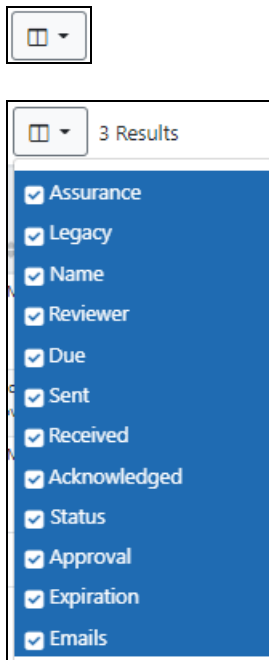 3 Results
Assurance
Legacy
Name
Reviewer
Due
Sent
Received
Acknowledged
Status
Approval
Expiration
Emails